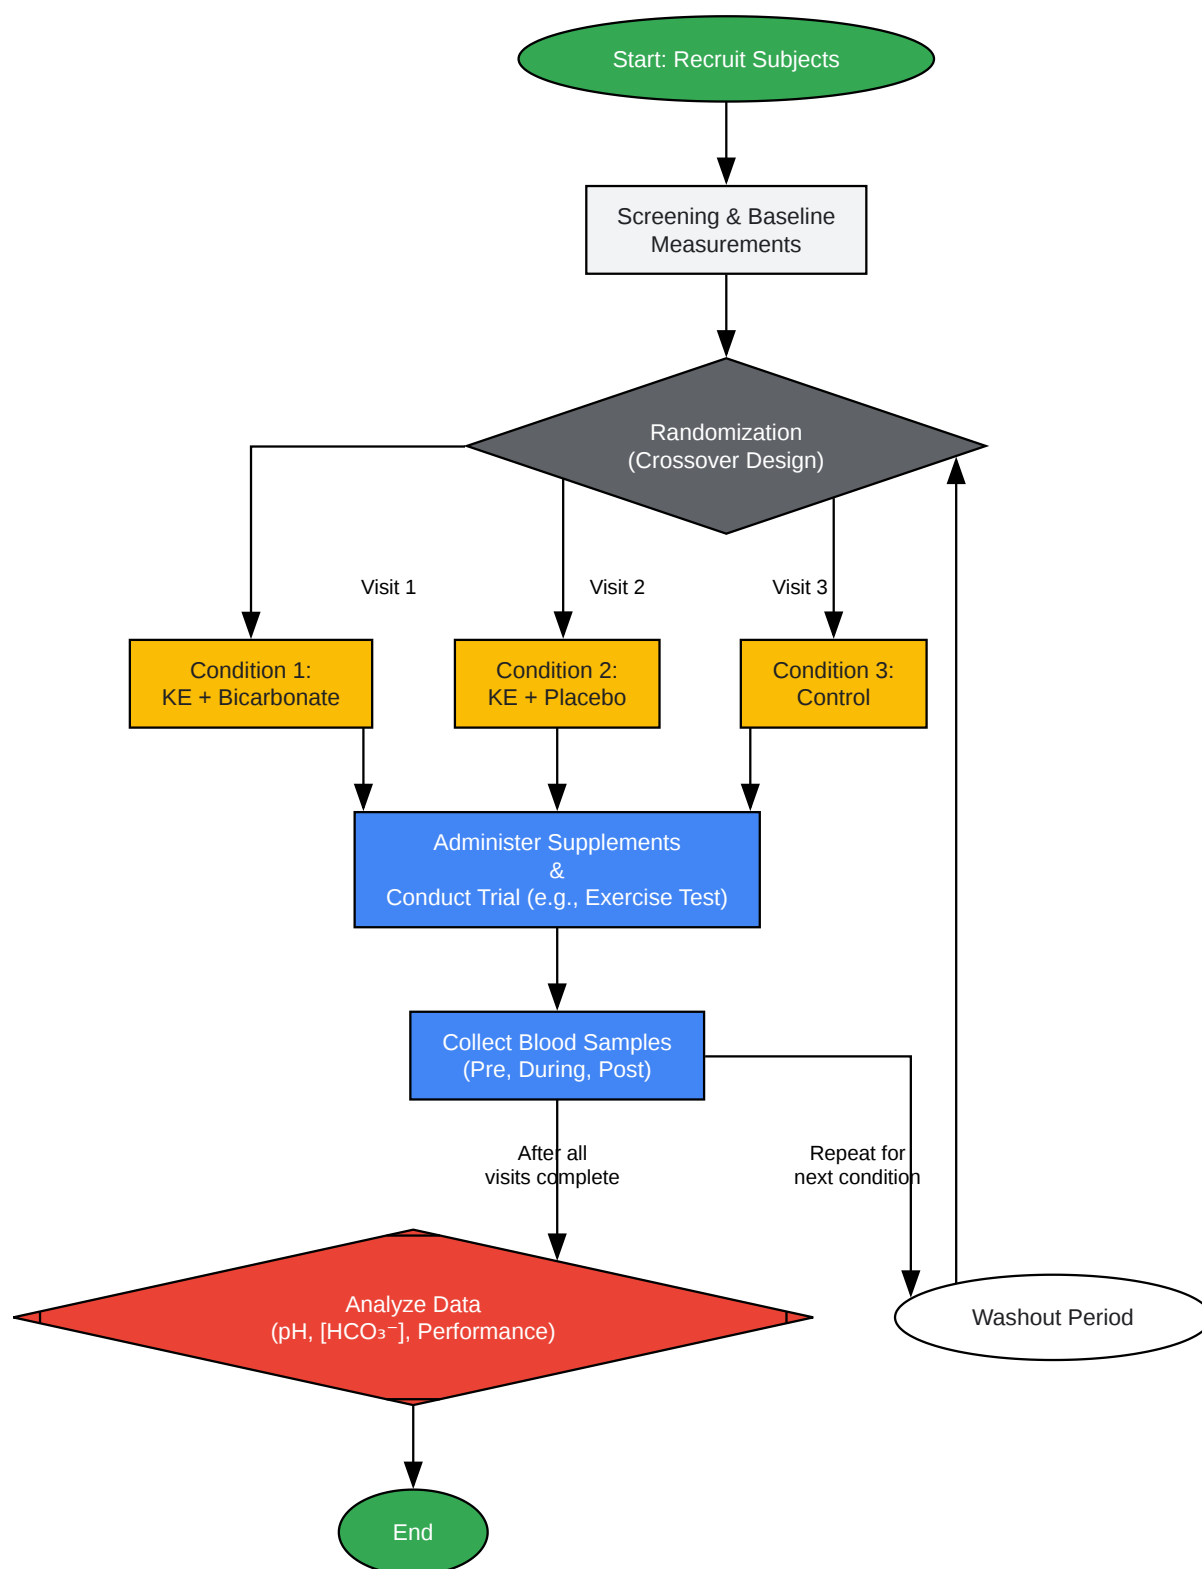 Start: Recruit Subjects
Screening & Baseline
Measurements
Randomization
(Crossover Design)
Visit 1
Visit 2
Visit 3
Condition 1:
KE + Bicarbonate
Condition 2:
KE + Placebo
Condition 3:
Control
Administer Supplements
&
Conduct Trial (e.g., Exercise Test)
Collect Blood Samples
(Pre, During, Post)
After all
visits complete
Repeat for
next condition
Analyze Data
(pH, [HCO₃⁻], Performance)
Washout Period
End